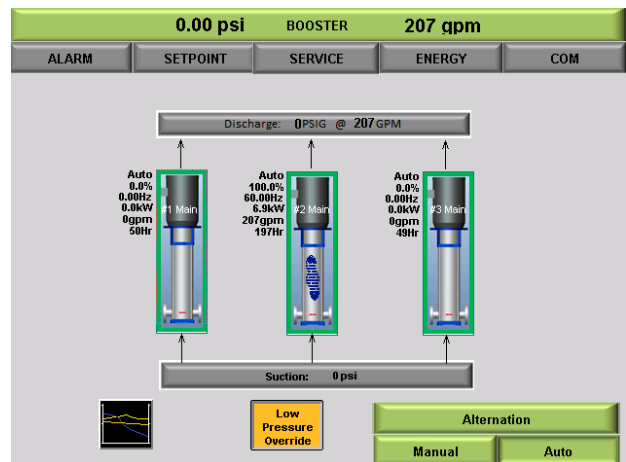 0.00 psi BOOSTER 207 gpm
ALARM SETPOINT SERVICE ENERGY COM
Discharge: 0PSIG @ 207 GPM
Auto
0.0%
0.00Hz
0.0kW
0gpm
50Hr
#1 Main
Auto
100.0%
60.00Hz
6.9kW
207gpm
197Hr
#2 Main
Auto
0.0%
0.00Hz
0.0kW
0gpm
49Hr
#3 Main
Suction: 0 psi
Low
Pressure
Override
Alternation
Manual Auto